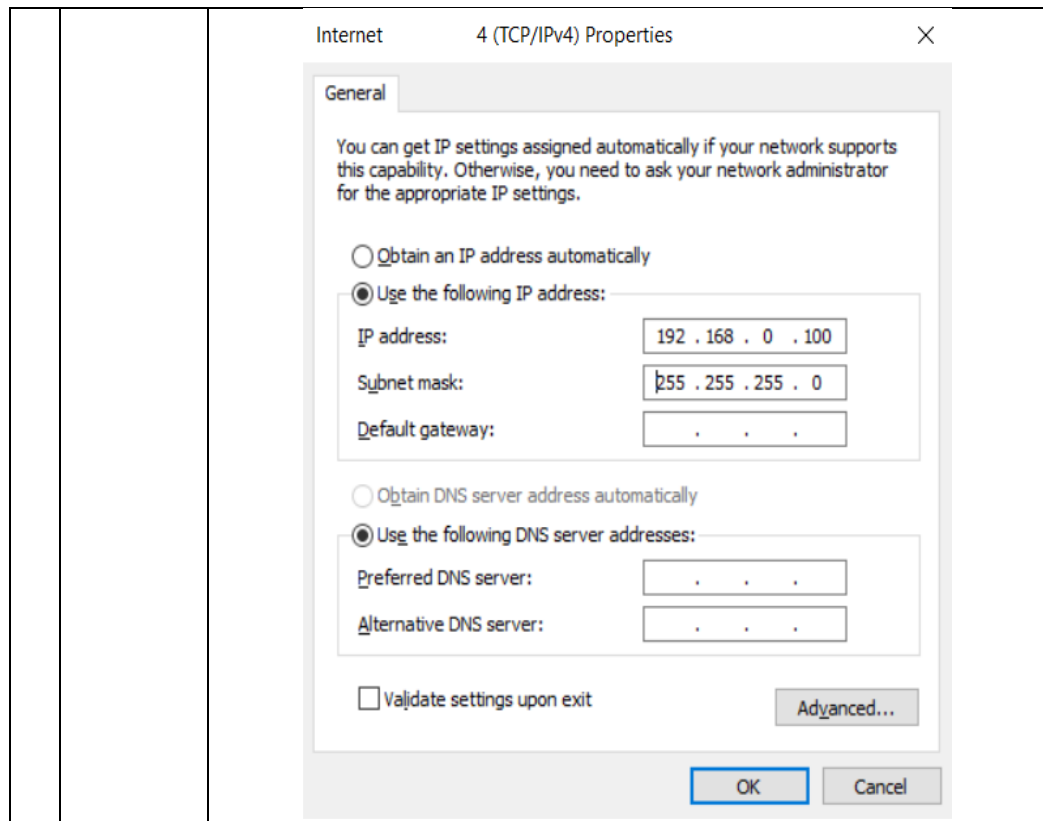 Internet 4 (TCP/IPv4) Properties
General
You can get IP settings assigned automatically if your network supports
this capability. Otherwise, you need to ask your network administrator
for the appropriate IP settings.
Obtain an IP address automatically
Use the following IP address:
IP address: 192 . 168 . 0 . 100
Subnet mask: 255 . 255 . 255 . 0
Default gateway: . . .
Obtain DNS server address automatically
Use the following DNS server addresses:
Preferred DNS server: . . .
Alternative DNS server: . . .
Validate settings upon exit
Advanced...
OK Cancel